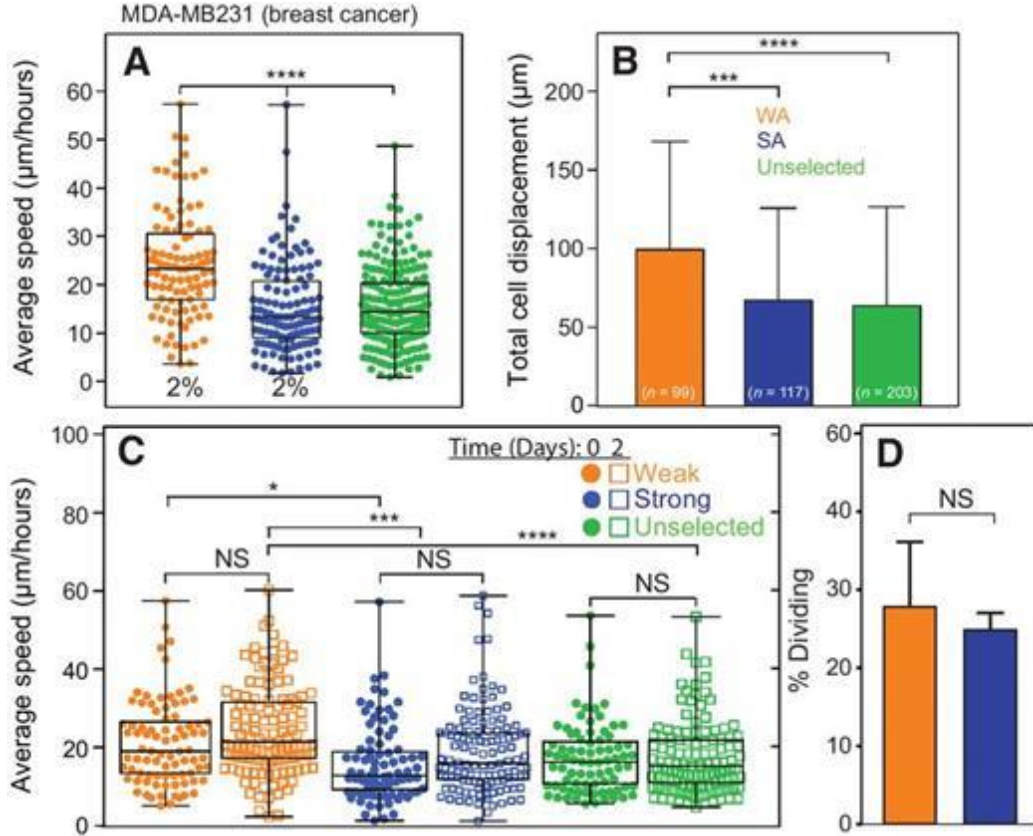 MDA-MB231 (breast cancer)
A
****
Average speed (µm/hours)
60
50
40
30
20
10
0
2%
2%
B
****
***
WA
SA
Unselected
Total cell displacement (µm)
200
150
100
50
0
(n = 99)
(n = 117)
(n = 203)
C
Time (Days): 0 2
Weak
Strong
Unselected
*
***
****
NS
NS
NS
Average speed (µm/hours)
100
80
60
40
20
0
D
NS
% Dividing
60
40
30
20
10
0